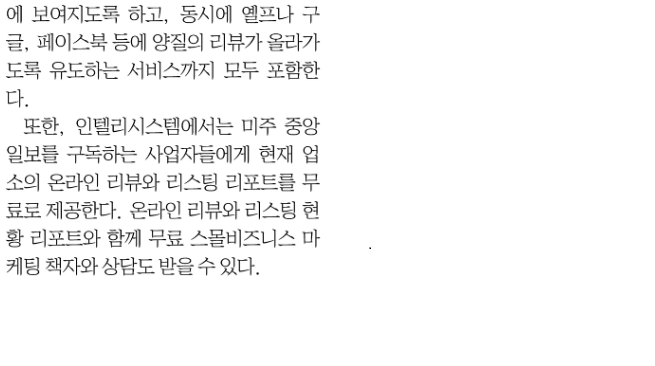 에 보여지도록 하고, 동시에 옐프나 구
글, 페이스북 등에 양질의 리뷰가 올라가
도록 유도하는 서비스까지 모두 포함한
다.
또한, 인텔리시스템에서는 미주 중앙
일보를 구독하는 사업자들에게 현재 업
소의 온라인 리뷰와 리스팅 리포트를 무
료로 제공한다. 온라인 리뷰와 리스팅 현
황 리포트와 함께 무료 스몰비즈니스 마
케팅 책자와 상담도 받을 수 있다.